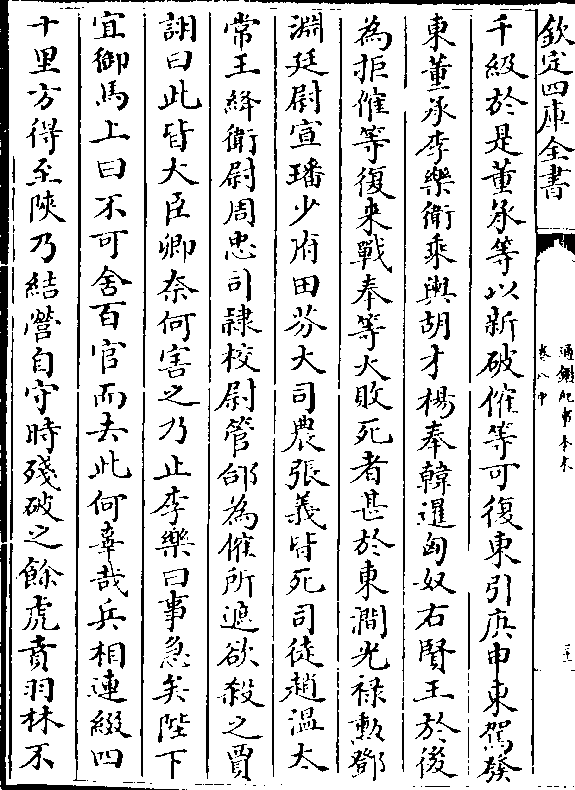 欽定四庫全書
通鑑紀事本末
卷八中
千級於是董承等以新破傕等可復東引庚申車駕發
東董承李樂衛乘輿胡才楊奉韓暹匈奴右賢王於後
為拒傕等復来戰奉等大敗死者甚於東澗光祿勲鄧
淵廷尉宣璠少府田芬大司農張義皆死司徒趙温太
常王絳衛尉周忠司隷校尉管郃為傕所遮欲殺之賈
詡曰此皆大臣卿奈何害之乃止李樂曰事急矣陛下
宜御馬上曰不可舍百官而去此何辜哉兵相連綴四
十里方得至陜乃結營自守時殘破之餘虎賁羽林不